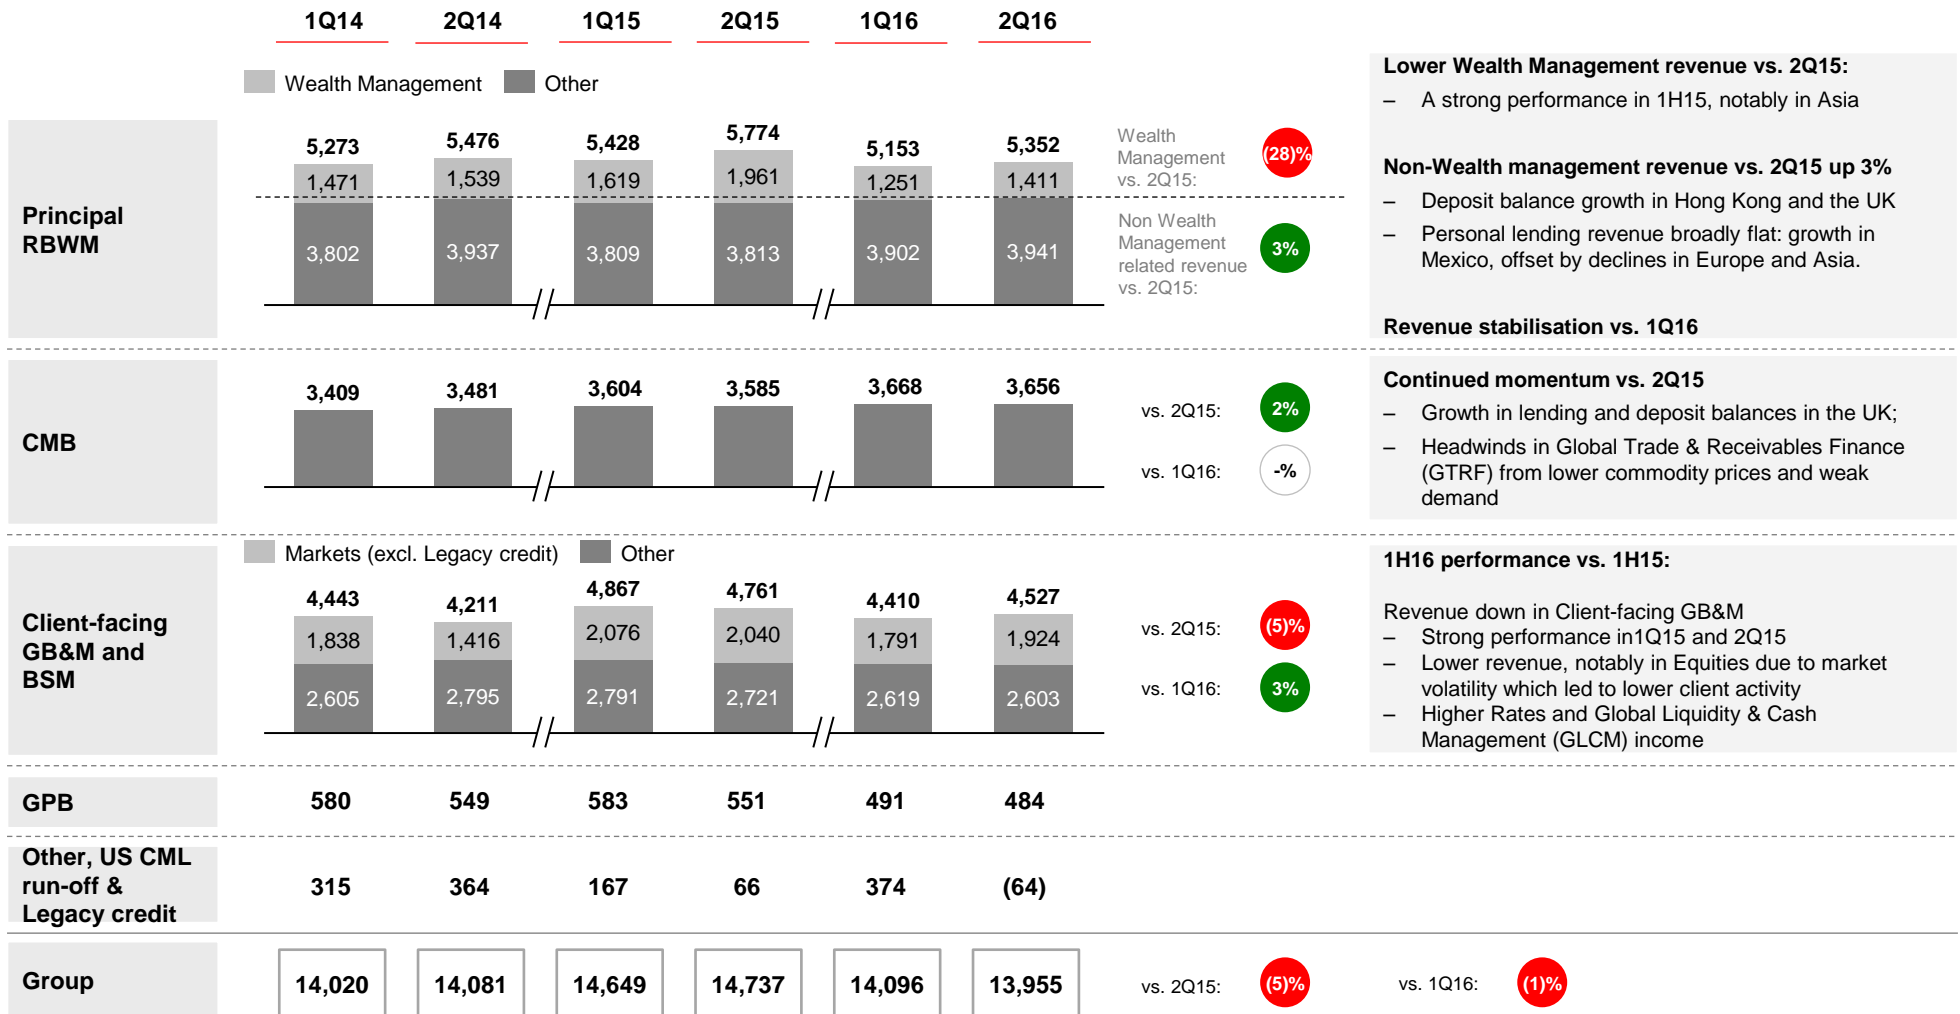 1Q14 2Q14 1Q15 2Q15 1Q16 2Q16
Wealth Management Other
Principal
RBWM
5,273 5,476 5,428 5,774 5,153 5,352
1,471 1,539 1,619 1,961 1,251 1,411
3,802 3,937 3,809 3,813 3,902 3,941
Wealth
Management
vs. 2Q15:
(28)%
Non Wealth
Management
related revenue
vs. 2Q15:
3%
Lower Wealth Management revenue vs. 2Q15:
– A strong performance in 1H15, notably in Asia
Non-Wealth management revenue vs. 2Q15 up 3%
– Deposit balance growth in Hong Kong and the UK
– Personal lending revenue broadly flat: growth in
Mexico, offset by declines in Europe and Asia.
Revenue stabilisation vs. 1Q16
CMB
3,409 3,481 3,604 3,585 3,668 3,656
vs. 2Q15: 2%
vs. 1Q16: -%
Continued momentum vs. 2Q15
– Growth in lending and deposit balances in the UK;
– Headwinds in Global Trade & Receivables Finance
(GTRF) from lower commodity prices and weak
demand
Markets (excl. Legacy credit) Other
Client-facing
GB&M and
BSM
4,443 4,211 4,867 4,761 4,410 4,527
1,838 1,416 2,076 2,040 1,791 1,924
2,605 2,795 2,791 2,721 2,619 2,603
vs. 2Q15: (5)%
vs. 1Q16: 3%
1H16 performance vs. 1H15:
Revenue down in Client-facing GB&M
– Strong performance in1Q15 and 2Q15
– Lower revenue, notably in Equities due to market
volatility which led to lower client activity
– Higher Rates and Global Liquidity & Cash
Management (GLCM) income
GPB 580 549 583 551 491 484
Other, US CML
run-off &
Legacy credit
315 364 167 66 374 (64)
Group 14,020 14,081 14,649 14,737 14,096 13,955 vs. 2Q15: (5)% vs. 1Q16: (1)%